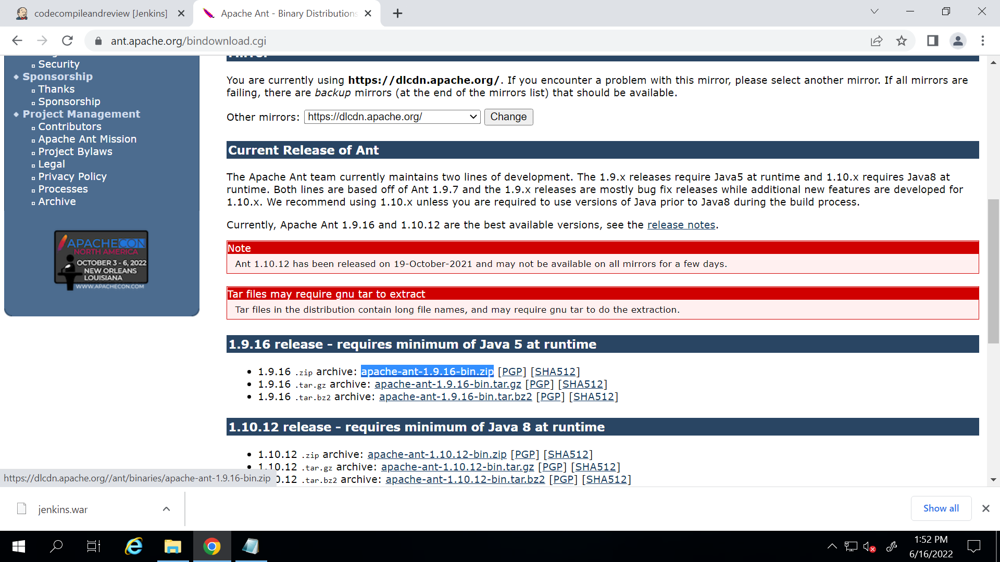 codecompileandreview [Jenkins]
Apache Ant - Binary Distributions
ant.apache.org/bindownload.cgi
Security
Sponsorship
Thanks
Sponsorship
Project Management
Contributors
Apache Ant Mission
Project Bylaws
Legal
Privacy Policy
Processes
Archive
APACHECON
NORTH AMERICA
OCTOBER 3 - 6, 2022
NEW ORLEANS
LOUISIANA
WWW.APACHECON.COM
Mirror
You are currently using https://dlcdn.apache.org/. If you encounter a problem with this mirror, please select another mirror. If all mirrors are
failing, there are backup mirrors (at the end of the mirrors list) that should be available.
Other mirrors: https://dlcdn.apache.org/ Change
Current Release of Ant
The Apache Ant team currently maintains two lines of development. The 1.9.x releases require Java5 at runtime and 1.10.x requires Java8 at
runtime. Both lines are based off of Ant 1.9.7 and the 1.9.x releases are mostly bug fix releases while additional new features are developed for
1.10.x. We recommend using 1.10.x unless you are required to use versions of Java prior to Java8 during the build process.
Currently, Apache Ant 1.9.16 and 1.10.12 are the best available versions, see the release notes.
Note
Ant 1.10.12 has been released on 19-October-2021 and may not be available on all mirrors for a few days.
Tar files may require gnu tar to extract
Tar files in the distribution contain long file names, and may require gnu tar to do the extraction.
1.9.16 release - requires minimum of Java 5 at runtime
1.9.16 .zip archive: apache-ant-1.9.16-bin.zip [PGP] [SHA512]
1.9.16 .tar.gz archive: apache-ant-1.9.16-bin.tar.gz [PGP] [SHA512]
1.9.16 .tar.bz2 archive: apache-ant-1.9.16-bin.tar.bz2 [PGP] [SHA512]
1.10.12 release - requires minimum of Java 8 at runtime
1.10.12 .zip archive: apache-ant-1.10.12-bin.zip [PGP] [SHA512]
1.10.12 .tar.gz archive: apache-ant-1.10.12-bin.tar.gz [PGP] [SHA512]
0.12 .tar.bz2 archive: apache-ant-1.10.12-bin.tar.bz2 [PGP] [SHA512]
https://dlcdn.apache.org//ant/binaries/apache-ant-1.9.16-bin.zip
jenkins.war
Show all
1:52 PM
6/16/2022